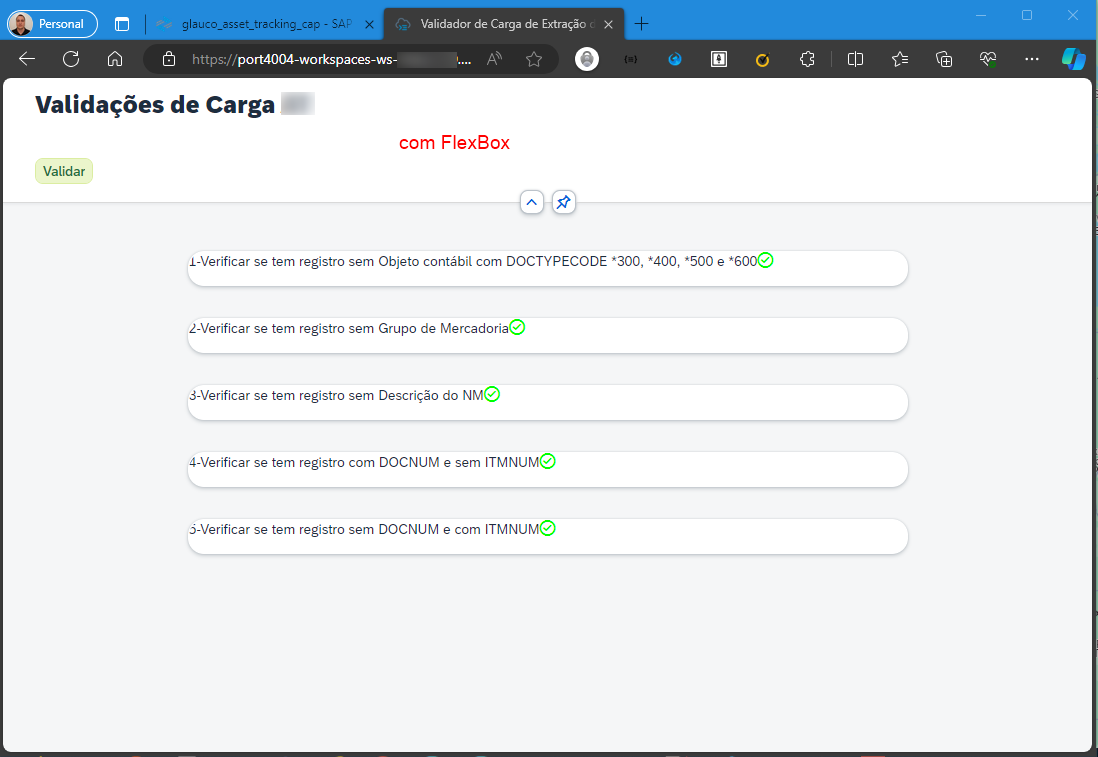 Personal
glauco_asset_tracking_cap - SAP
Validador de Carga de Extração d
https://port4004-workspaces-ws-
....
Validações de Carga
com FlexBox
Validar
1-Verificar se tem registro sem Objeto contábil com DOCTYPECODE *300, *400, *500 e *600
2-Verificar se tem registro sem Grupo de Mercadoria
3-Verificar se tem registro sem Descrição do NM
4-Verificar se tem registro com DOCNUM e sem ITMNUM
5-Verificar se tem registro sem DOCNUM e com ITMNUM